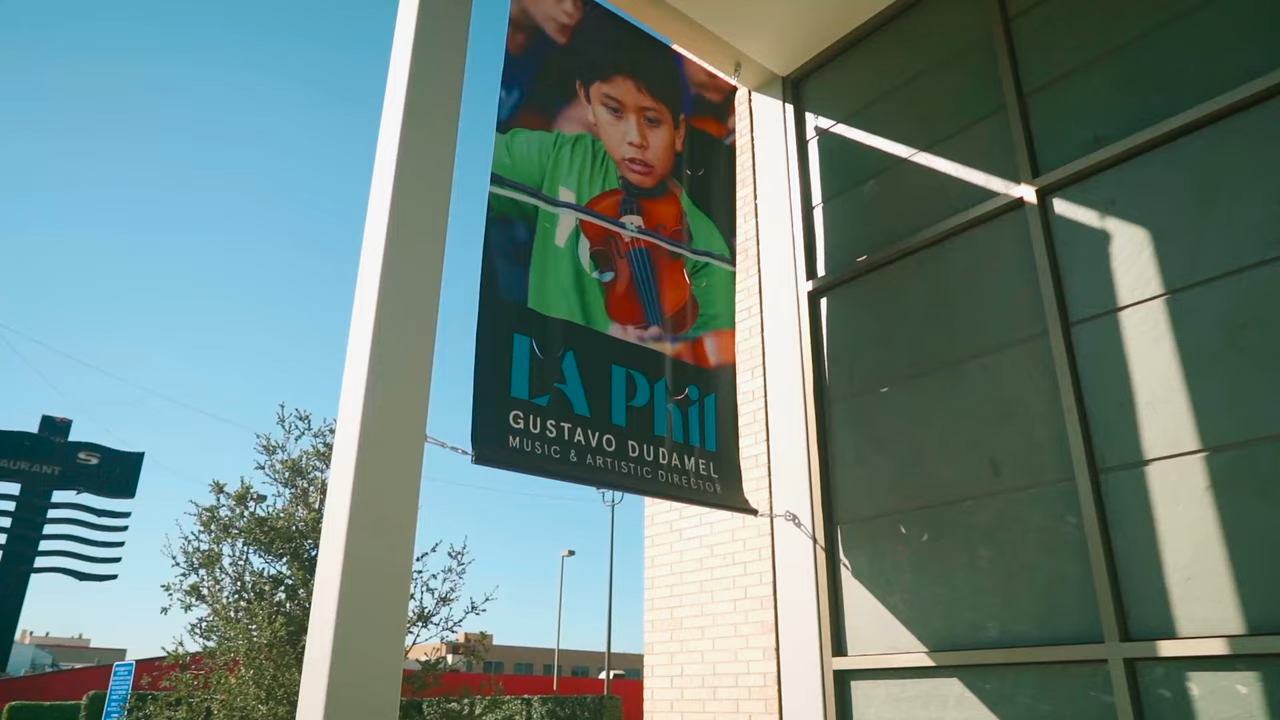 LA Phil
GUSTAVO DUDAMEL
MUSIC & ARTISTIC DIRECTOR
S
AURANT